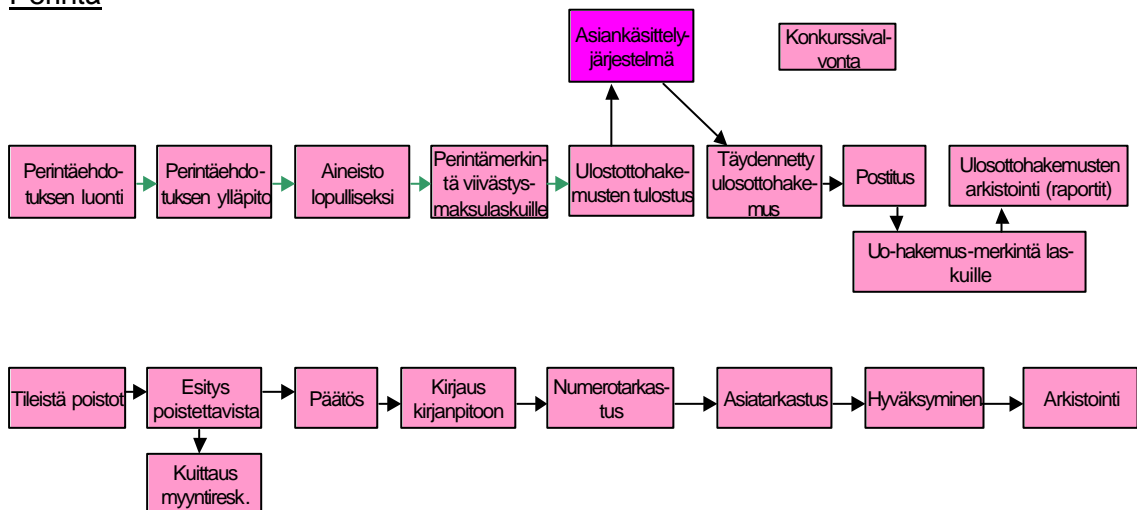 Perintä
Asiankäsittely-
järjestelmä
Konkurssival-
vonta
Perintäehdo-
tuksen luonti
Perintäehdo-
tuksen ylläpito
Aineisto
lopulliseksi
Perintämerkin-
tä viivästys-
maksulaskuille
Ulostottohake-
musten tulostus
Täydennetty
ulosottohake-
mus
Postitus
Ulosottohakemusten
arkistointi (raportit)
Uo-hakemus-merkintä las-
kuille
Tileistä poistot
Esitys
poistettavista
Päätös
Kirjaus
kirjanpitoon
Numerotarkas-
tus
Asiatarkastus
Hyväksyminen
Arkistointi
Kuittaus
myyntiresk.